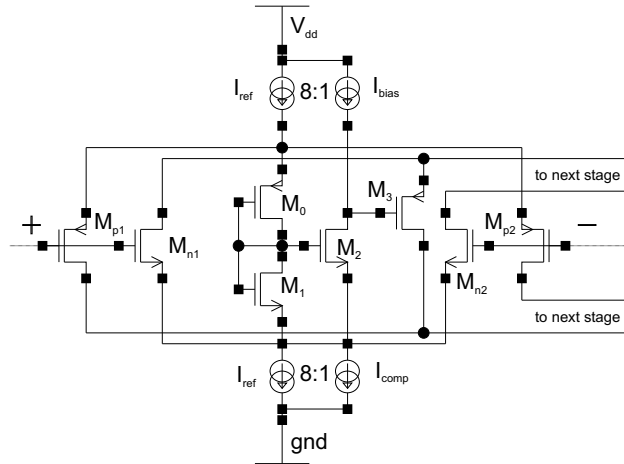 V_dd
I_ref 8:1 I_bias
to next stage
M_0 M_3
+ M_p1 M_p2 −
M_n1 M_2 M_n2
M_1
to next stage
I_ref 8:1 I_comp
gnd